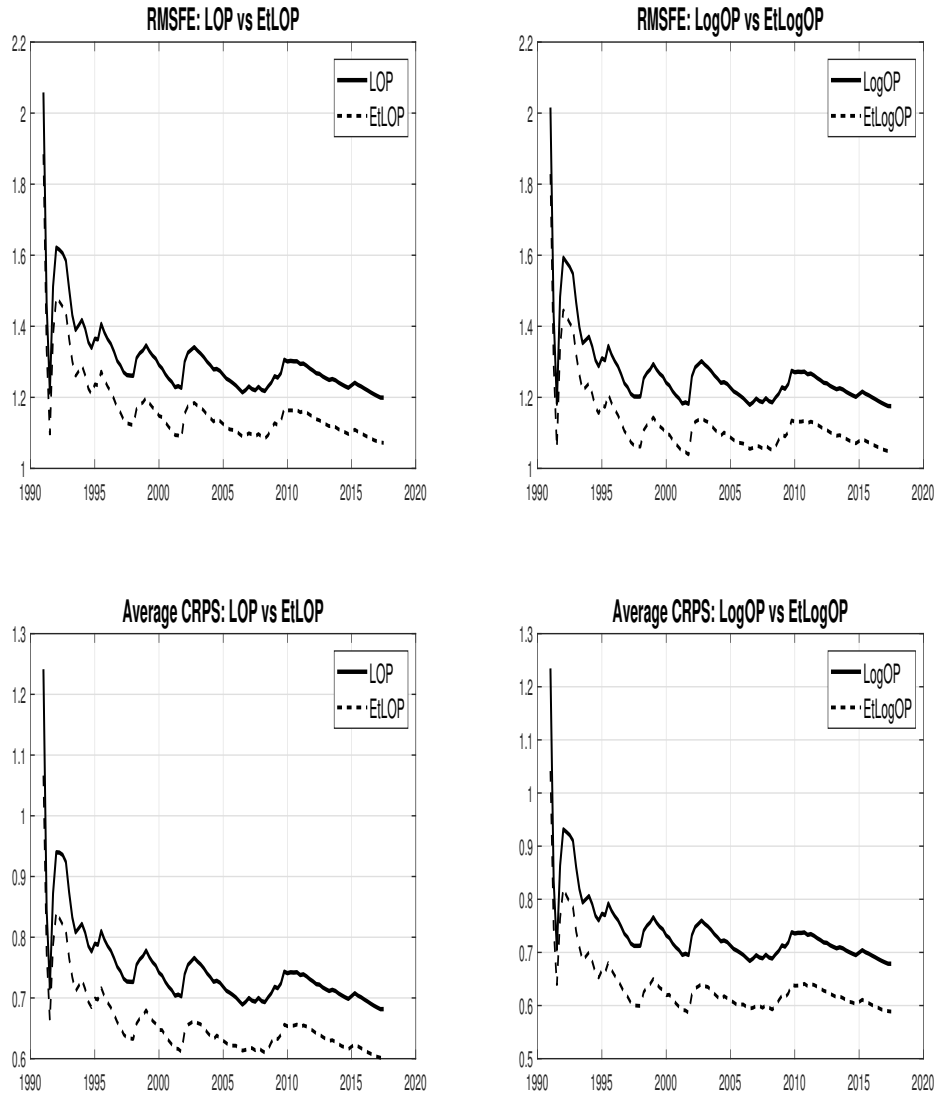 RMSFE: LOP vs EtLOP
2.2
2
1.8
1.6
1.4
1.2
1
1990 1995 2000 2005 2010 2015 2020
LOP
EtLOP
RMSFE: LogOP vs EtLogOP
2.2
2
1.8
1.6
1.4
1.2
1
1990 1995 2000 2005 2010 2015 2020
LogOP
EtLogOP
Average CRPS: LOP vs EtLOP
1.3
1.2
1.1
1
0.9
0.8
0.7
0.6
1990 1995 2000 2005 2010 2015 2020
LOP
EtLOP
Average CRPS: LogOP vs EtLogOP
1.3
1.2
1.1
1
0.9
0.8
0.7
0.6
0.5
1990 1995 2000 2005 2010 2015 2020
LogOP
EtLogOP